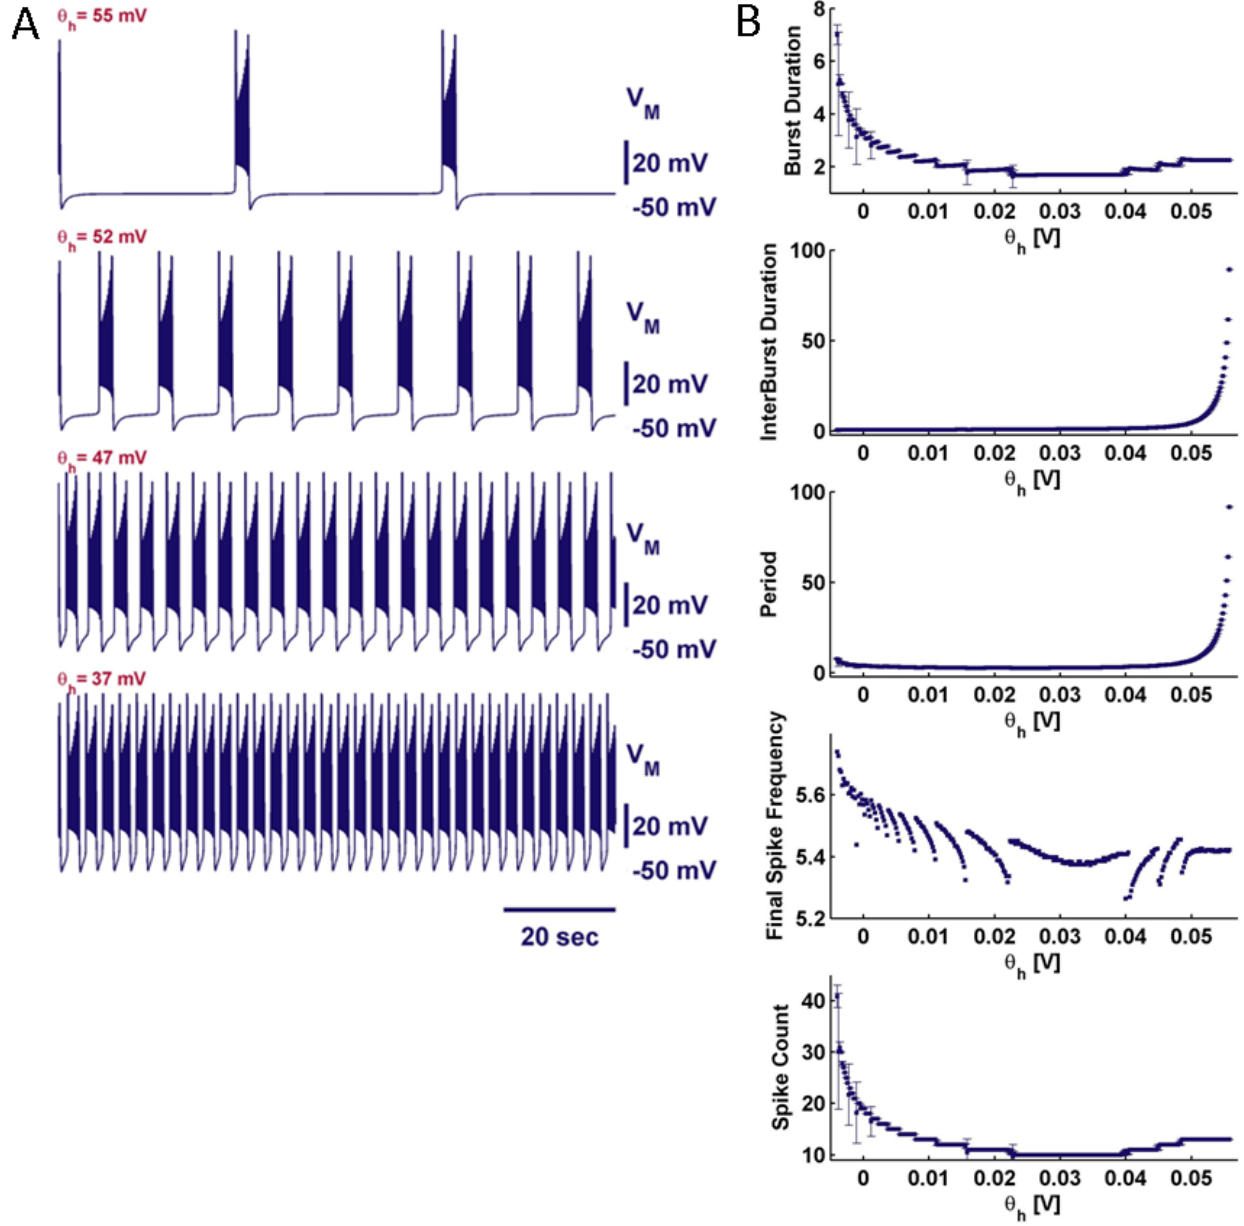 A
θh= 55 mV
VM
20 mV
-50 mV
θh= 52 mV
VM
20 mV
-50 mV
θh= 47 mV
VM
20 mV
-50 mV
θh= 37 mV
VM
20 mV
-50 mV
20 sec
B
Burst Duration
8
6
4
2
0 0.01 0.02 0.03 0.04 0.05
θh [V]
InterBurst Duration
100
50
0
0 0.01 0.02 0.03 0.04 0.05
θh [V]
Period
100
50
0
0 0.01 0.02 0.03 0.04 0.05
θh [V]
Final Spike Frequency
5.6
5.4
5.2
0 0.01 0.02 0.03 0.04 0.05
θh [V]
Spike Count
40
30
20
10
0 0.01 0.02 0.03 0.04 0.05
θh [V]